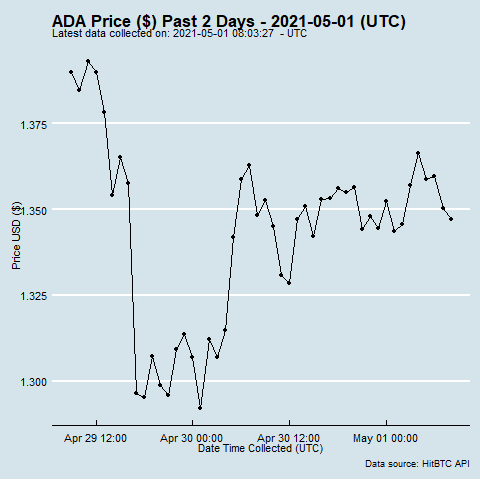 ADA Price ($) Past 2 Days - 2021-05-01 (UTC)
Latest data collected on: 2021-05-01 08:03:27 - UTC
1.375
1.350
1.325
1.300
Price USD ($)
Apr 29 12:00 Apr 30 00:00 Apr 30 12:00 May 01 00:00
Date Time Collected (UTC)
Data source: HitBTC API